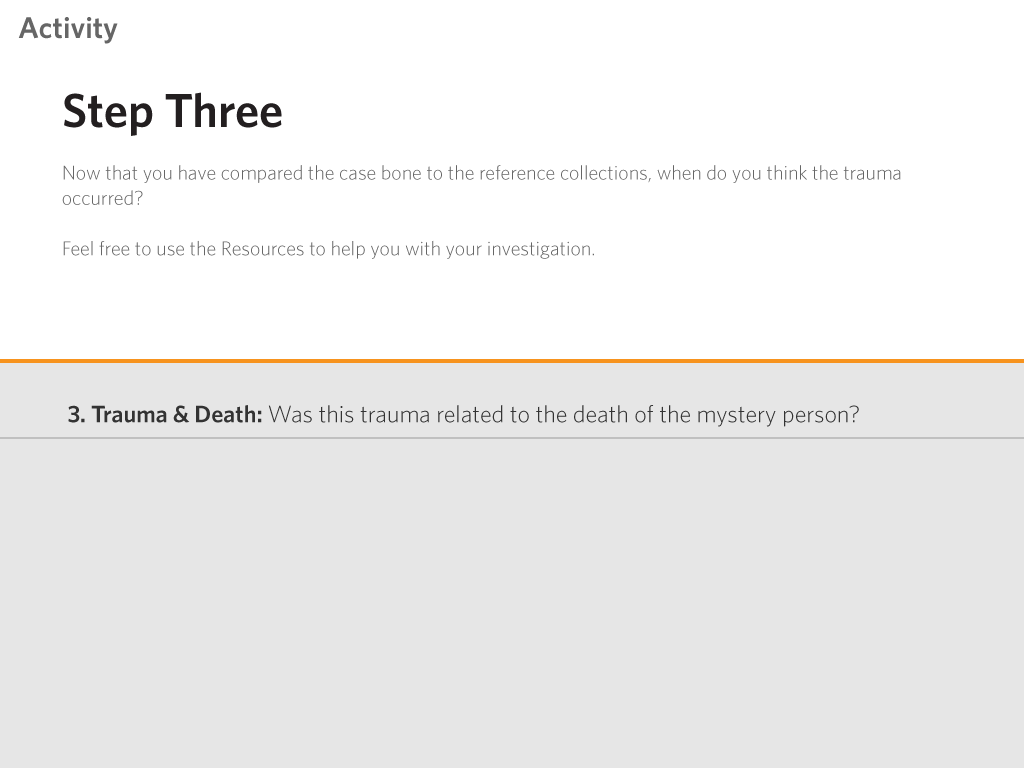 Activity
Step Three
Now that you have compared the case bone to the reference collections, when do you think the trauma
occurred?
Feel free to use the Resources to help you with your investigation.
3. Trauma & Death: Was this trauma related to the death of the mystery person?